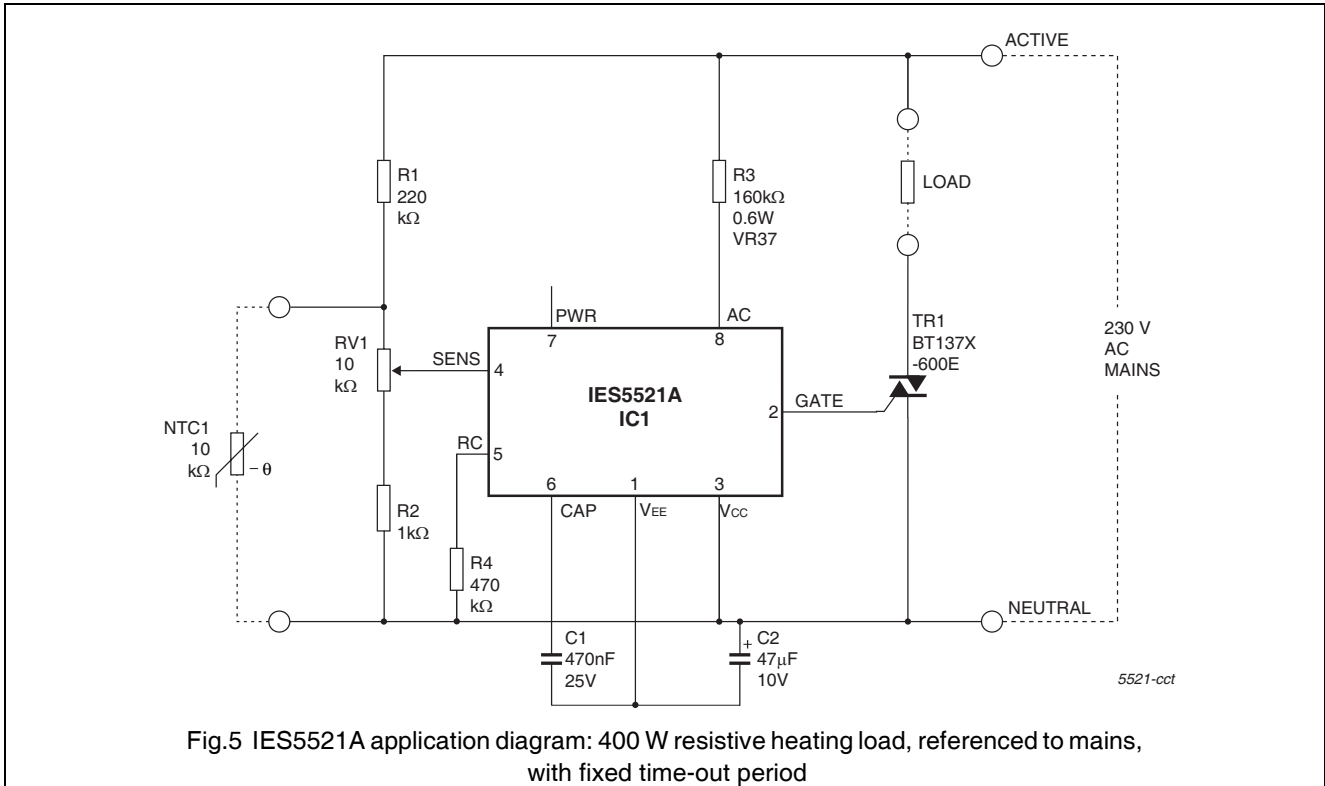 ACTIVE
R1
220
kΩ
R3
160kΩ
0.6W
VR37
LOAD
RV1
10
kΩ
SENS
4
PWR
7
AC
8
IES5521A
IC1
TR1
BT137X
-600E
230 V
AC
MAINS
2
GATE
NTC1
10
kΩ
- θ
RC
5
6
CAP
1
VEE
3
VCC
R2
1kΩ
R4
470
kΩ
NEUTRAL
C1
470nF
25V
+
C2
47μF
10V
5521-cct
Fig.5 IES5521A application diagram: 400 W resistive heating load, referenced to mains,
with fixed time-out period